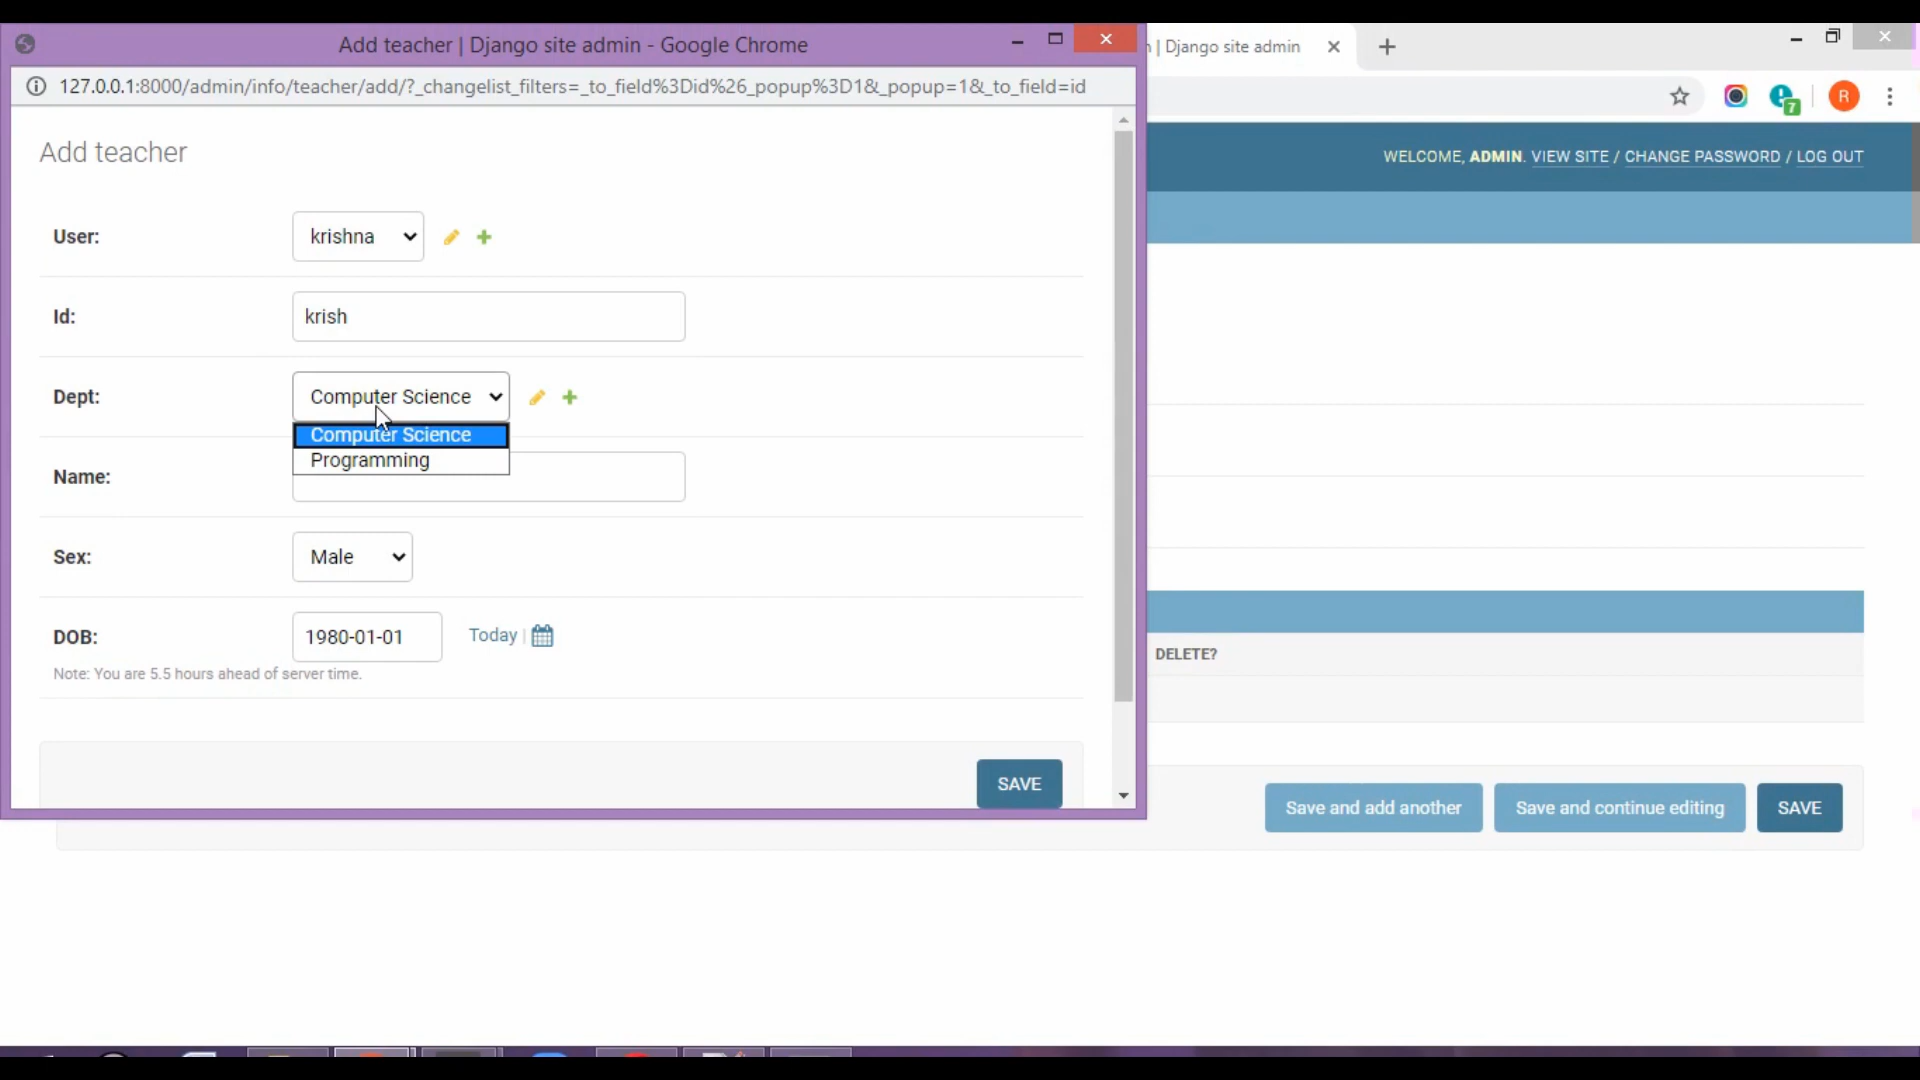 Add teacher | Django site admin - Google Chrome
| Django site admin
127.0.0.1:8000/admin/info/teacher/add/?_changelist_filters=_to_field%3Did%26_popup%3D1&_popup=1&_to_field=id
7
R
Add teacher
WELCOME, ADMIN. VIEW SITE / CHANGE PASSWORD / LOG OUT
User:
krishna
Id:
krish
Dept:
Computer Science
Computer Science
Programming
Name:
Sex:
Male
DOB:
1980-01-01
Today |
Note: You are 5.5 hours ahead of server time.
DELETE?
SAVE
Save and add another
Save and continue editing
SAVE